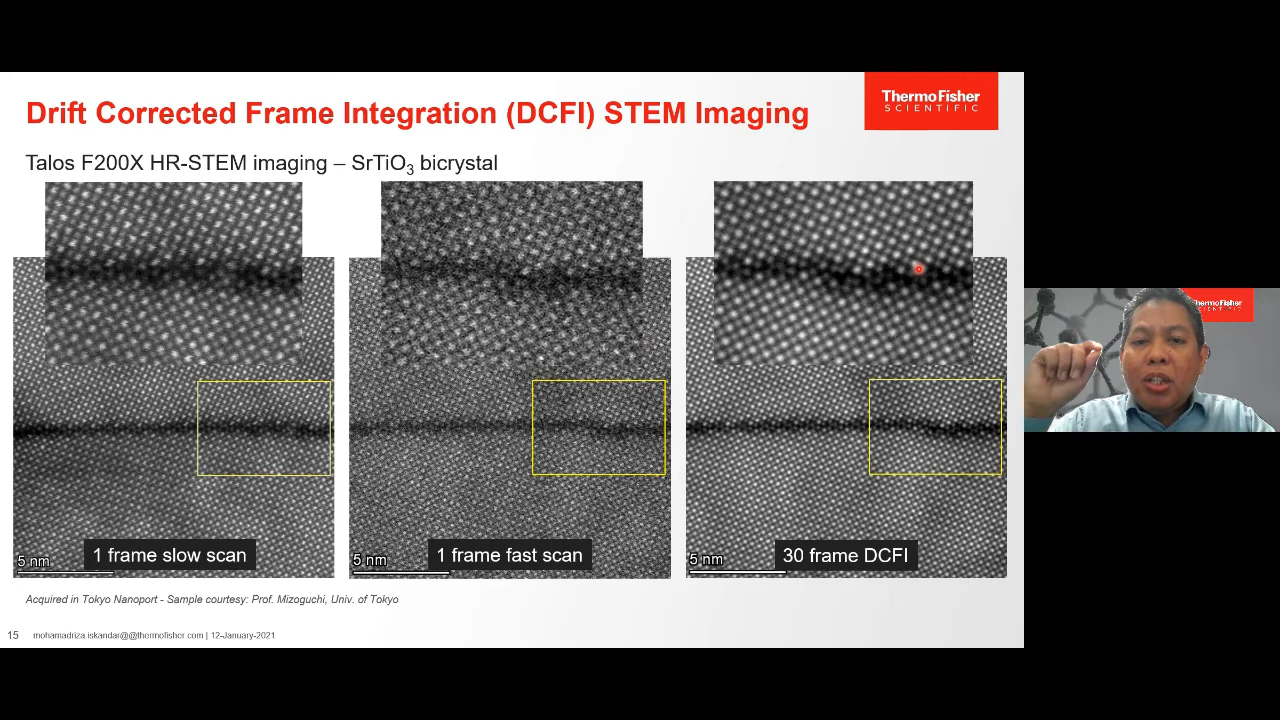 Drift Corrected Frame Integration (DCFI) STEM Imaging
ThermoFisher
SCIENTIFIC
Talos F200X HR-STEM imaging – SrTiO₃ bicrystal
5 nm
1 frame slow scan
5 nm
1 frame fast scan
5 nm
30 frame DCFI
Acquired in Tokyo Nanoport - Sample courtesy: Prof. Mizoguchi, Univ. of Tokyo
15 mohamadriza.iskandar@@thermofisher.com | 12-January-2021
ThermoFisher
SCIENTIFIC